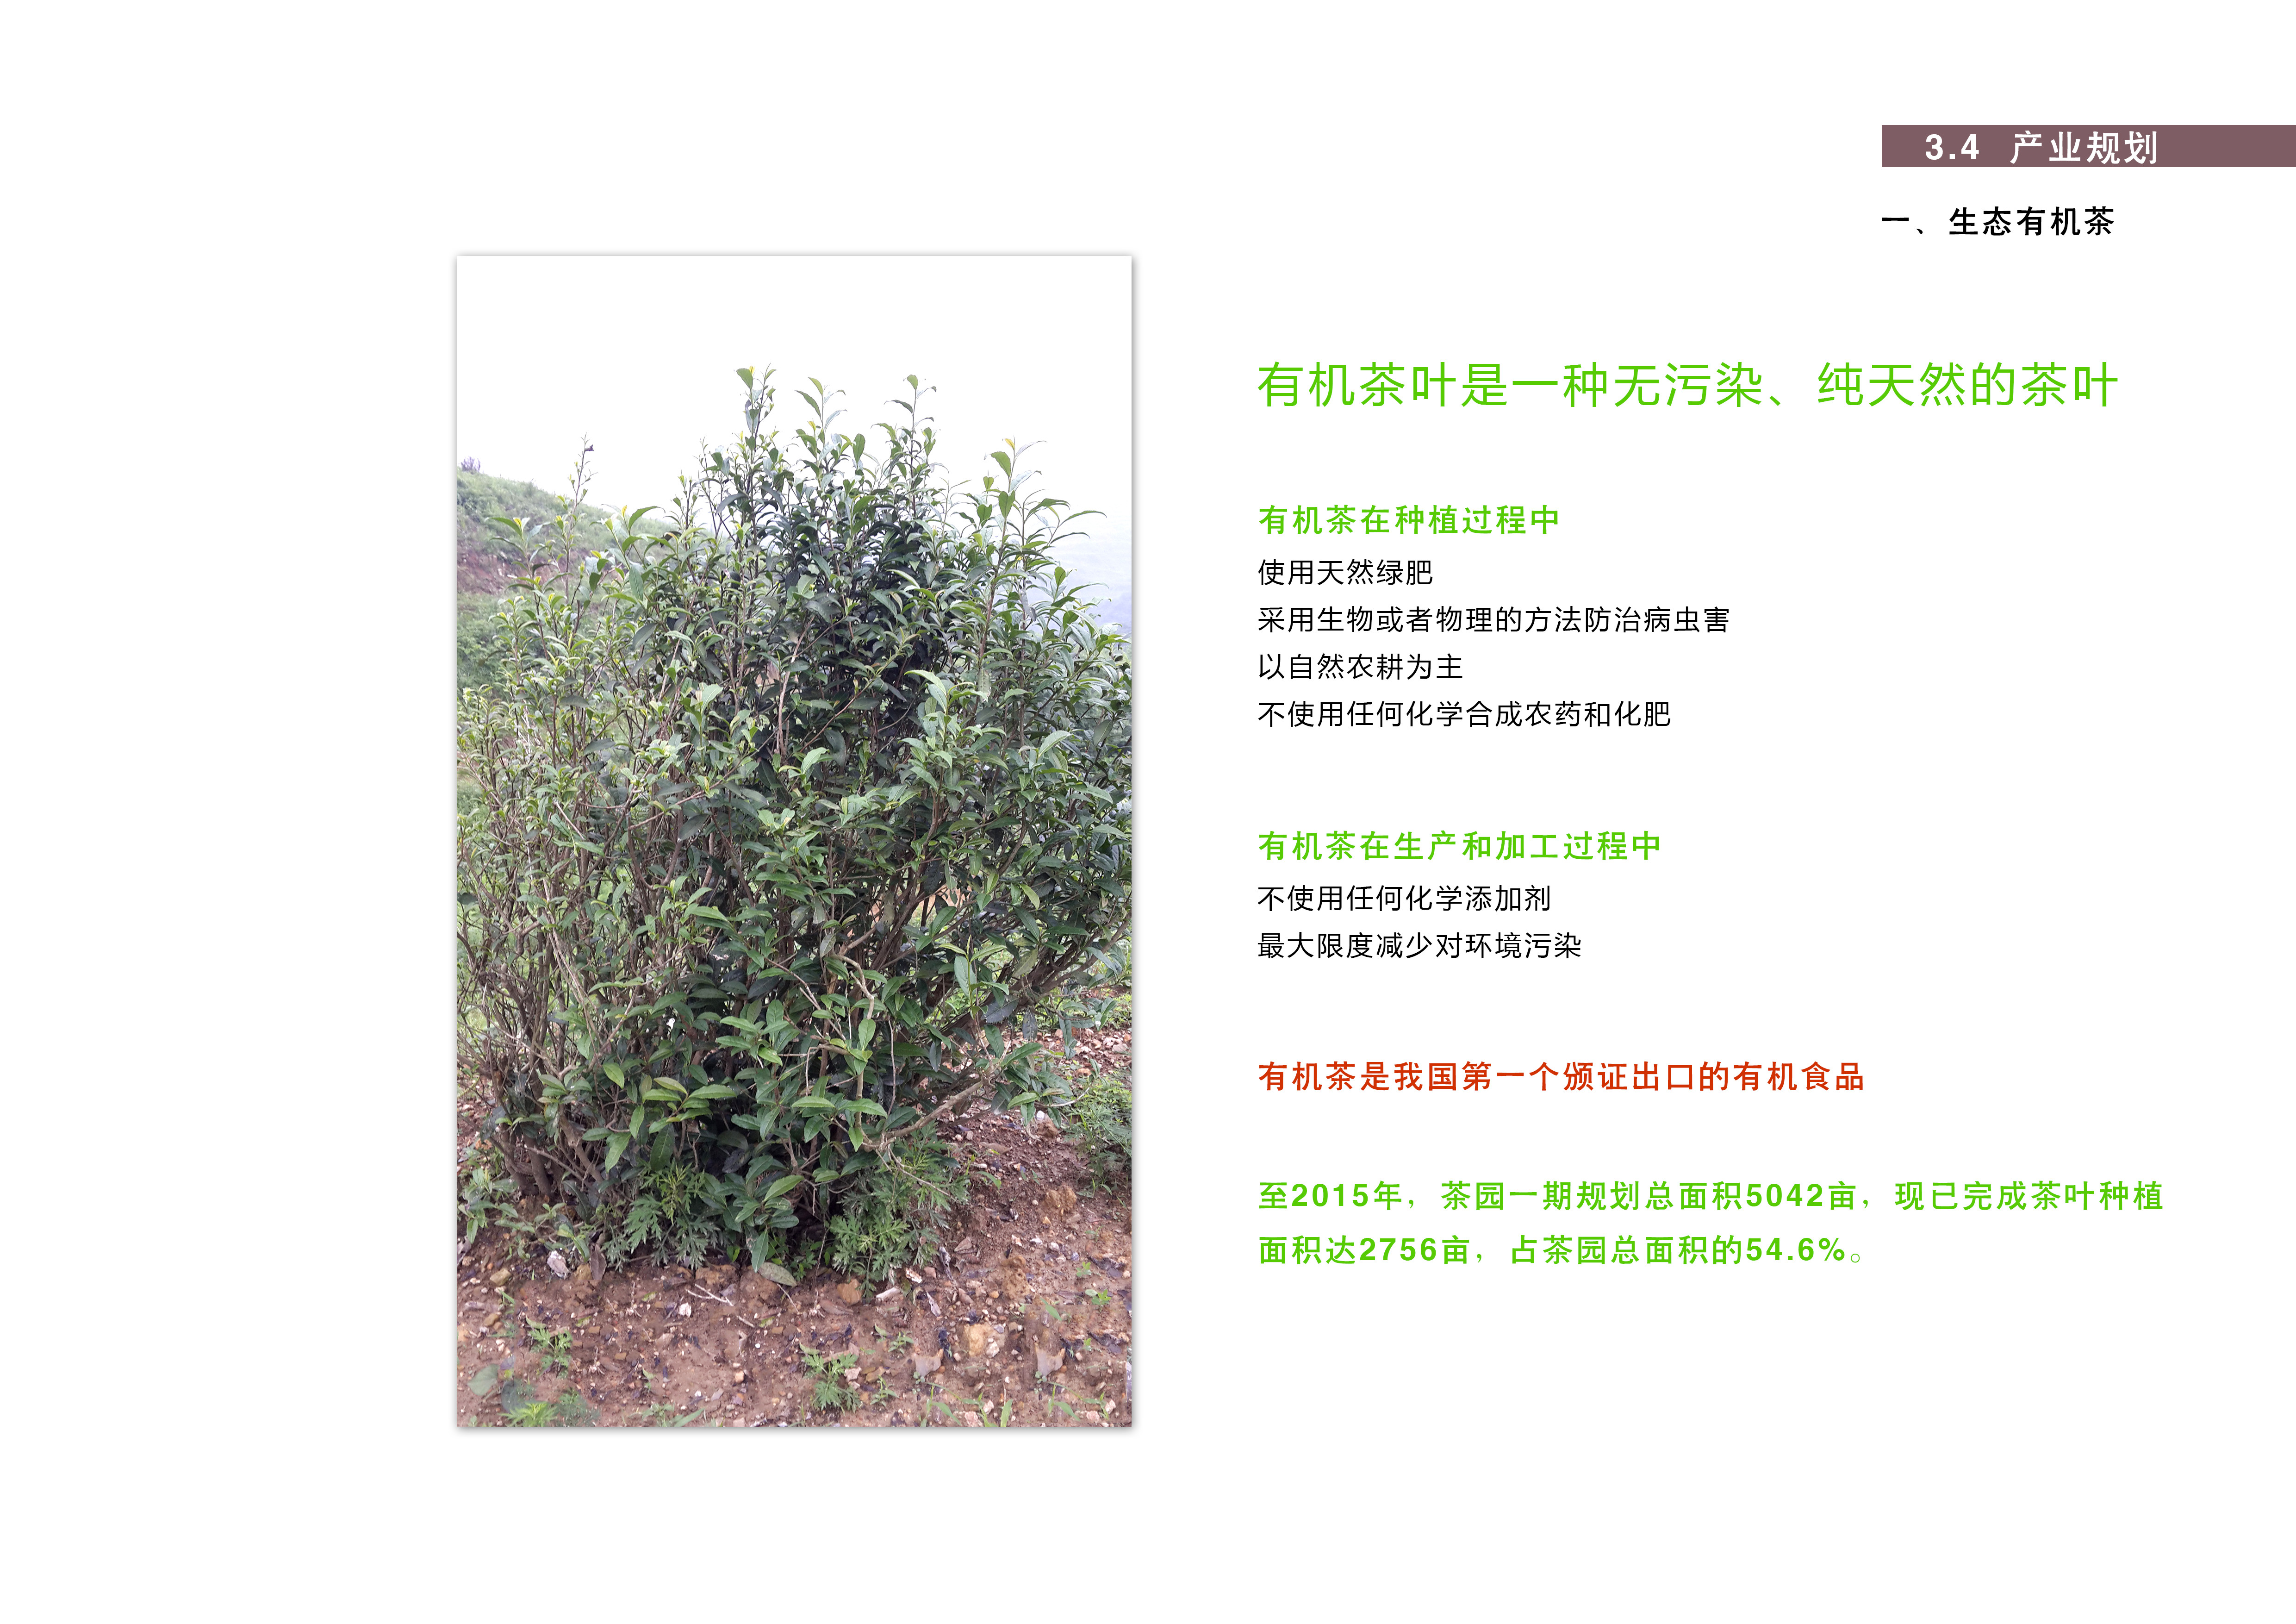 3.4 产业规划
一、生态有机茶
有机茶叶是一种无污染、纯天然的茶叶
有机茶在种植过程中
使用天然绿肥
采用生物或者物理的方法防治病虫害
以自然农耕为主
不使用任何化学合成农药和化肥
有机茶在生产和加工过程中
不使用任何化学添加剂
最大限度减少对环境污染
有机茶是我国第一个颁证出口的有机食品
至2015年，茶园一期规划总面积5042亩，现已完成茶叶种植
面积达2756亩，占茶园总面积的54.6%。